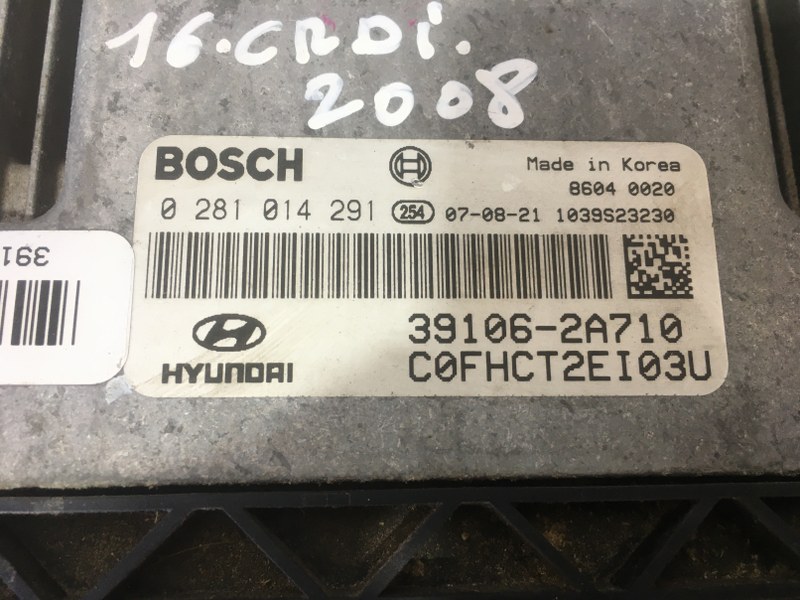 16.CRDi.
2008
BOSCH
Made in Korea
8604 0020
0 281 014 291 254 07-08-21 1039S23230
39106-2A710
HYUNDAI C0FHCT2EI03U
391